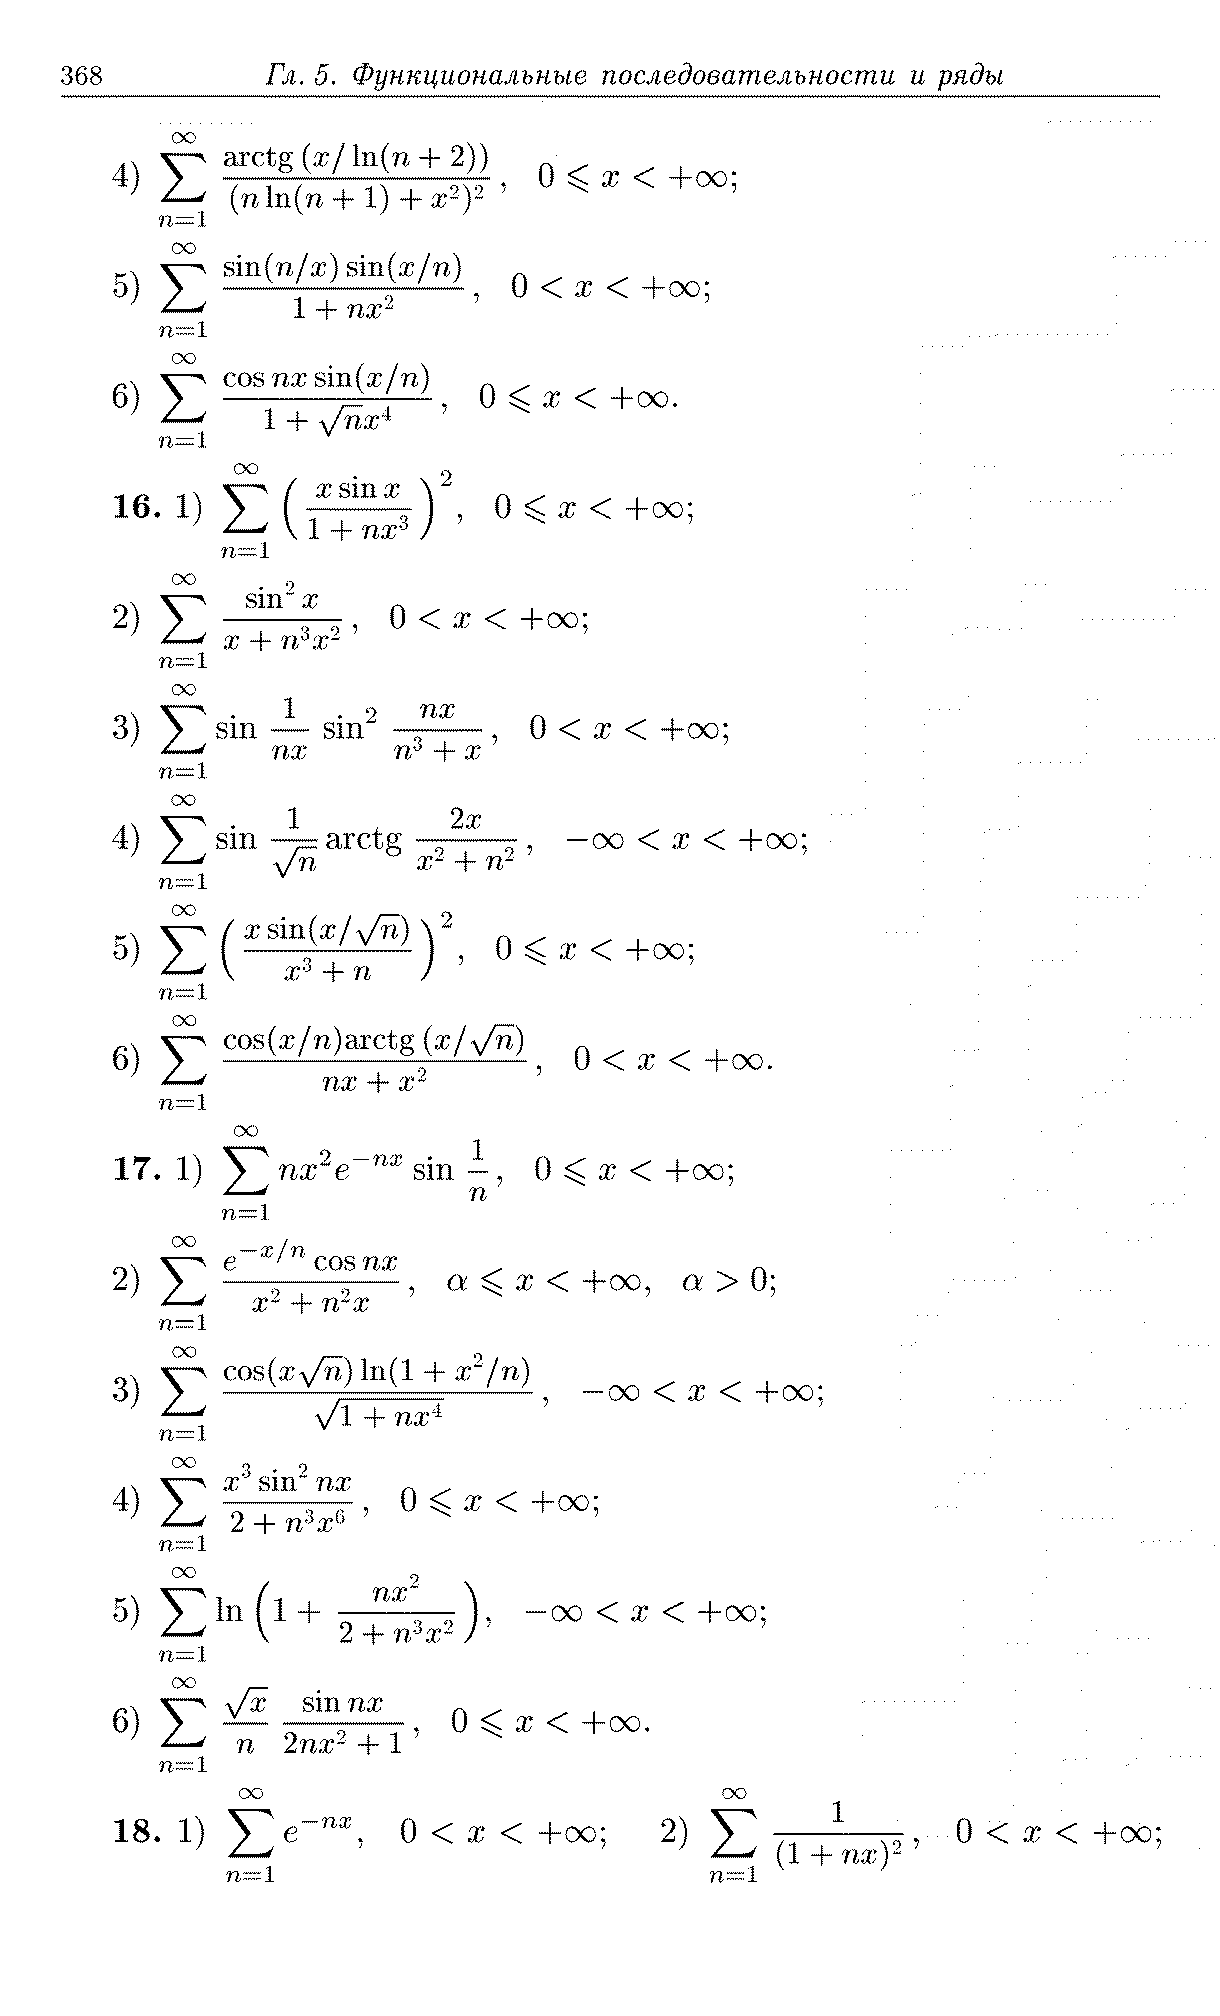 368 Гл. 5. Функциональные последовательности и ряды
4) $\sum_{n=1}^{\infty} \frac{\operatorname{arctg}(x/\ln(n+2))}{(n\ln(n+1)+x^2)^2}$, $0 \leqslant x < +\infty$;
5) $\sum_{n=1}^{\infty} \frac{\sin(n/x)\sin(x/n)}{1+nx^2}$, $0 < x < +\infty$;
6) $\sum_{n=1}^{\infty} \frac{\cos nx \sin(x/n)}{1+\sqrt{n}x^4}$, $0 \leqslant x < +\infty$.
16. 1) $\sum_{n=1}^{\infty} \left(\frac{x\sin x}{1+nx^3}\right)^2$, $0 \leqslant x < +\infty$;
2) $\sum_{n=1}^{\infty} \frac{\sin^2 x}{x+n^3x^2}$, $0 < x < +\infty$;
3) $\sum_{n=1}^{\infty} \sin\frac{1}{nx} \sin^2\frac{nx}{n^3+x}$, $0 < x < +\infty$;
4) $\sum_{n=1}^{\infty} \sin\frac{1}{\sqrt{n}} \operatorname{arctg}\frac{2x}{x^2+n^2}$, $-\infty < x < +\infty$;
5) $\sum_{n=1}^{\infty} \left(\frac{x\sin(x/\sqrt{n})}{x^3+n}\right)^2$, $0 \leqslant x < +\infty$;
6) $\sum_{n=1}^{\infty} \frac{\cos(x/n)\operatorname{arctg}(x/\sqrt{n})}{nx+x^2}$, $0 < x < +\infty$.
17. 1) $\sum_{n=1}^{\infty} nx^2e^{-nx}\sin\frac{1}{n}$, $0 \leqslant x < +\infty$;
2) $\sum_{n=1}^{\infty} \frac{e^{-x/n}\cos nx}{x^2+n^2x}$, $\alpha \leqslant x < +\infty$, $\alpha > 0$;
3) $\sum_{n=1}^{\infty} \frac{\cos(x\sqrt{n})\ln(1+x^2/n)}{\sqrt{1+nx^4}}$, $-\infty < x < +\infty$;
4) $\sum_{n=1}^{\infty} \frac{x^3\sin^2 nx}{2+n^3x^6}$, $0 \leqslant x < +\infty$;
5) $\sum_{n=1}^{\infty} \ln\left(1+\frac{nx^2}{2+n^3x^2}\right)$, $-\infty < x < +\infty$;
6) $\sum_{n=1}^{\infty} \frac{\sqrt{x}}{n} \frac{\sin nx}{2nx^2+1}$, $0 \leqslant x < +\infty$.
18. 1) $\sum_{n=1}^{\infty} e^{-nx}$, $0 < x < +\infty$; 2) $\sum_{n=1}^{\infty} \frac{1}{(1+nx)^2}$, $0 < x < +\infty$;